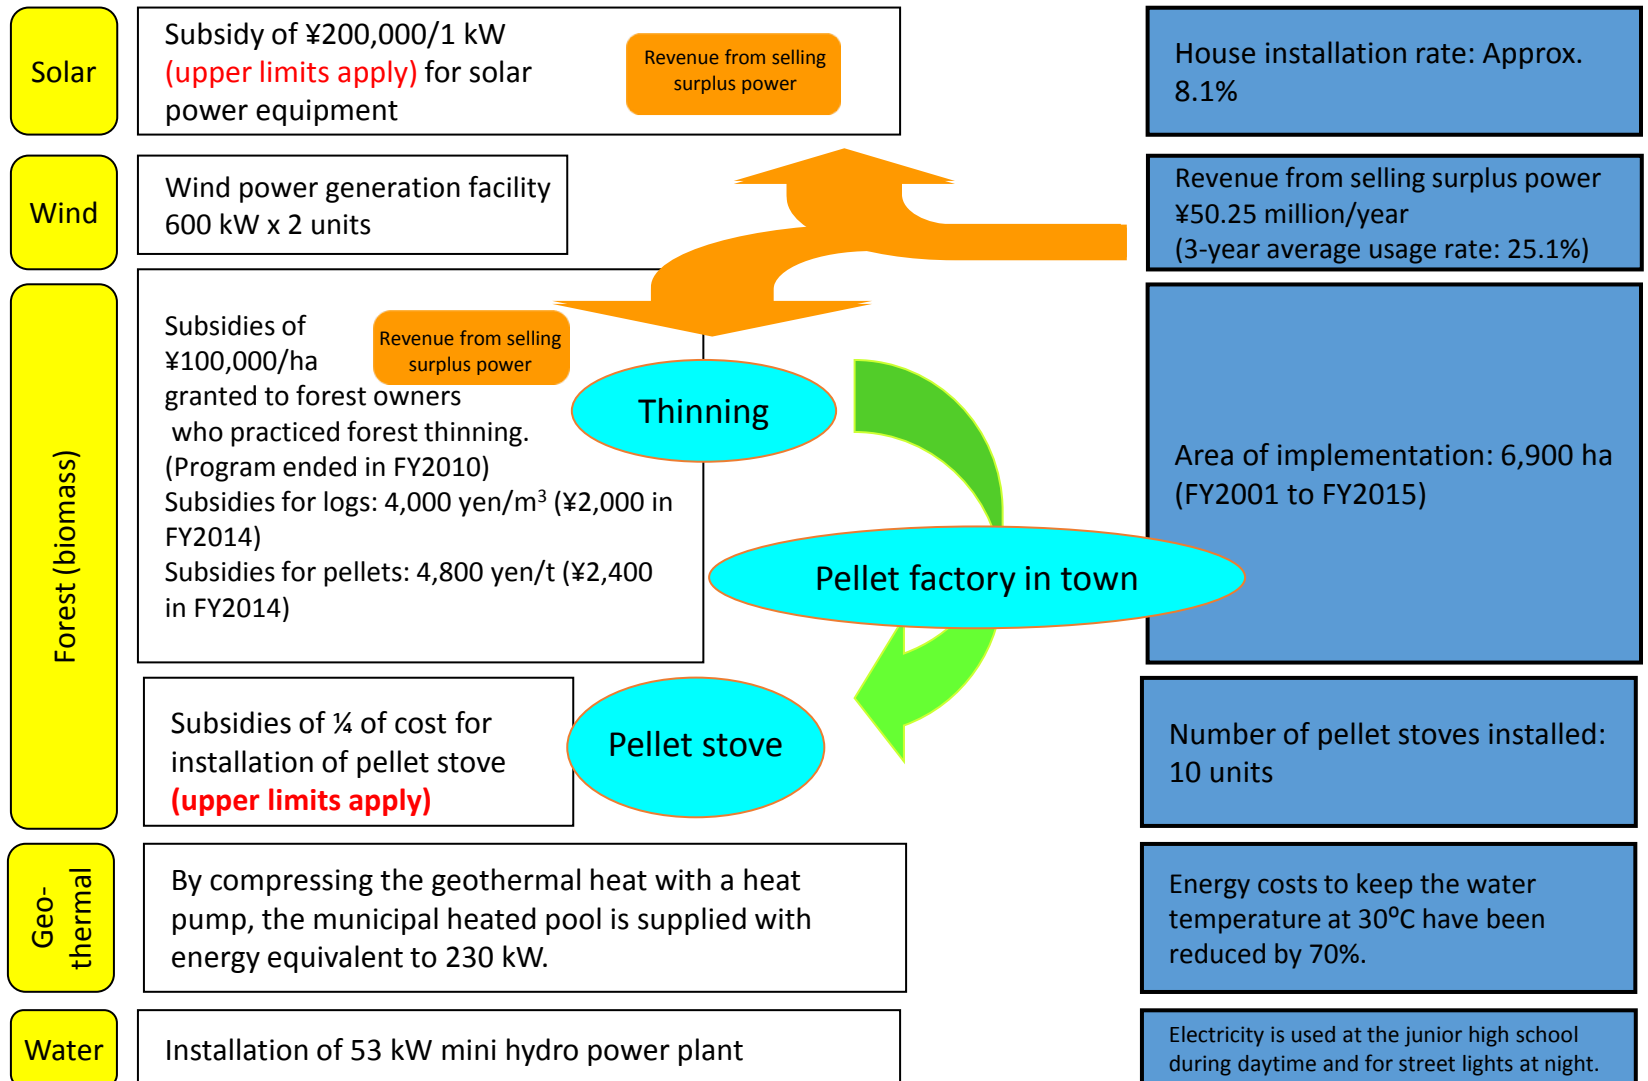 Solar
Subsidy of ¥200,000/1 kW
(upper limits apply) for solar
power equipment
Revenue from selling
surplus power
House installation rate: Approx.
8.1%
Wind
Wind power generation facility
600 kW x 2 units
Revenue from selling surplus power
¥50.25 million/year
(3-year average usage rate: 25.1%)
Forest (biomass)
Subsidies of
¥100,000/ha
granted to forest owners
who practiced forest thinning.
(Program ended in FY2010)
Subsidies for logs: 4,000 yen/m³ (¥2,000 in
FY2014)
Subsidies for pellets: 4,800 yen/t (¥2,400
in FY2014)
Revenue from selling
surplus power
Thinning
Pellet factory in town
Area of implementation: 6,900 ha
(FY2001 to FY2015)
Subsidies of ¼ of cost for
installation of pellet stove
(upper limits apply)
Pellet stove
Number of pellet stoves installed:
10 units
Geo-
thermal
By compressing the geothermal heat with a heat
pump, the municipal heated pool is supplied with
energy equivalent to 230 kW.
Energy costs to keep the water
temperature at 30⁰C have been
reduced by 70%.
Water
Installation of 53 kW mini hydro power plant
Electricity is used at the junior high school
during daytime and for street lights at night.